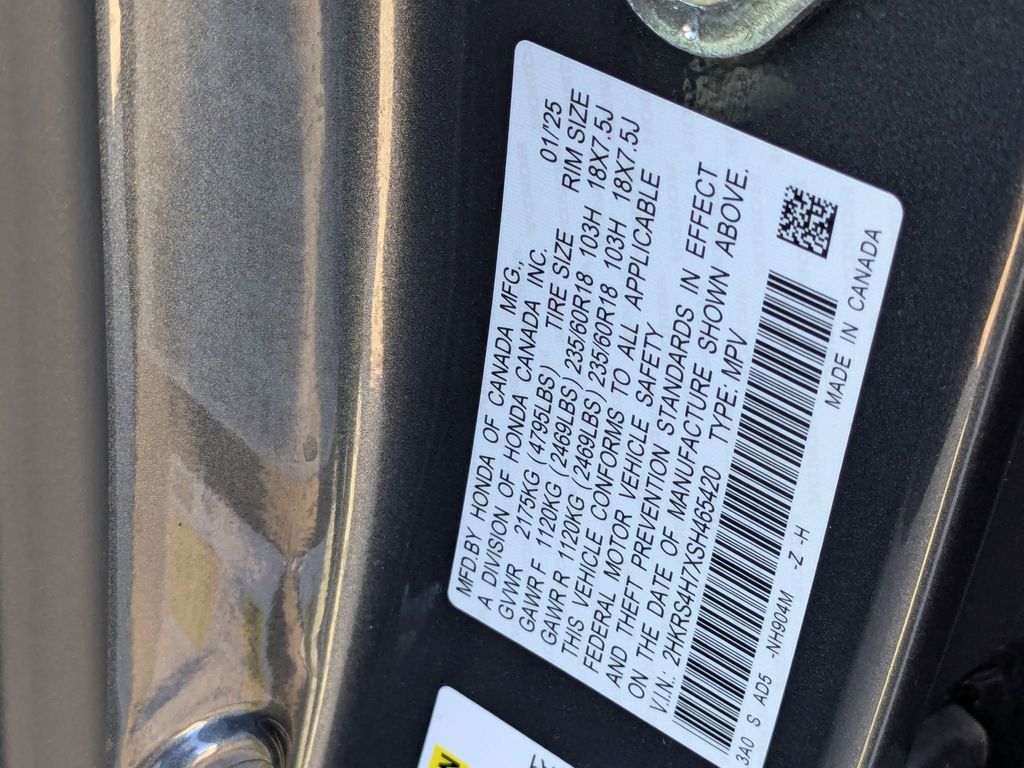 MFD.BY HONDA OF CANADA MFG.,
A DIVISION OF HONDA CANADA INC. 01/'25
GVWR 2175KG (4795LBS) TIRE SIZE RIM SIZE
GAWR F 1120KG (2469LBS) 235/60R18 103H 18X7.5J
GAWR R 1120KG (2469LBS) 235/60R18 103H 18X7.5J
THIS VEHICLE CONFORMS TO ALL APPLICABLE
FEDERAL MOTOR VEHICLE SAFETY
AND THEFT PREVENTION STANDARDS IN EFFECT
ON THE DATE OF MANUFACTURE SHOWN ABOVE.
V.I.N.: 2HKRS4H7XSH465420 TYPE: MPV
3A0 S AD5 -NH904M -Z -H
MADE IN CANADA